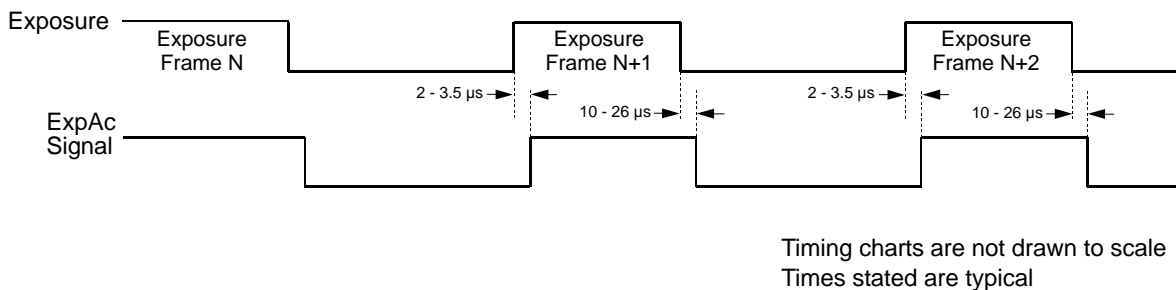 Exposure
Exposure
Frame N
Exposure
Frame N+1
Exposure
Frame N+2
2 - 3.5 µs
10 - 26 µs
2 - 3.5 µs
10 - 26 µs
ExpAc
Signal
Timing charts are not drawn to scale
Times stated are typical